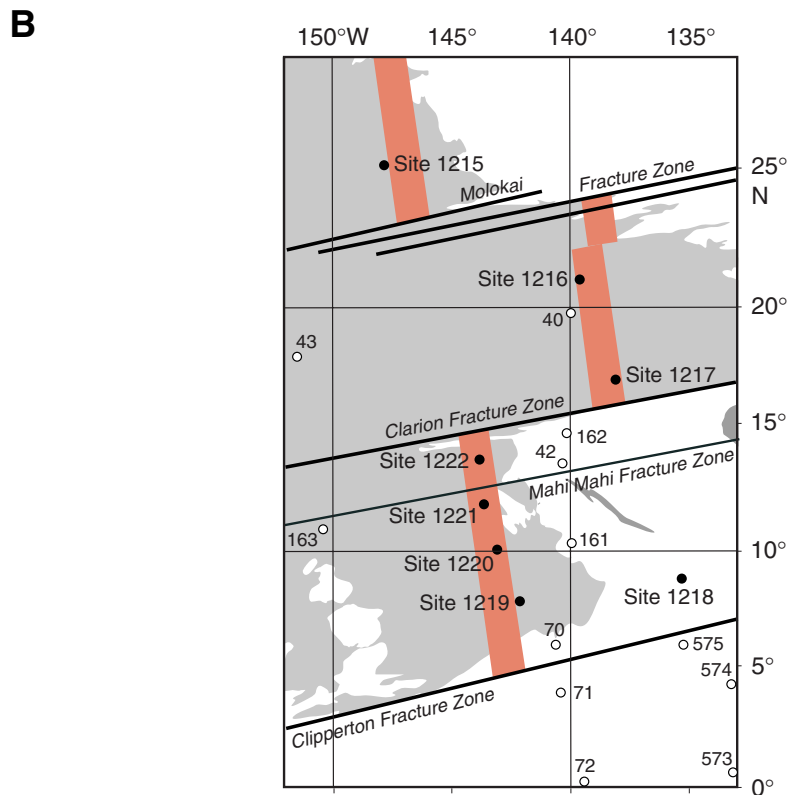 B
150°W 145° 140° 135°
Site 1215
25°
N
Molokai
Fracture Zone
Site 1216
20°
40
43
Site 1217
15°
Clarion Fracture Zone
162
42
Site 1222
Mahi Mahi Fracture Zone
Site 1221
163
161
10°
Site 1220
Site 1219
Site 1218
70
575
5°
574
71
Clipperton Fracture Zone
72
573
0°